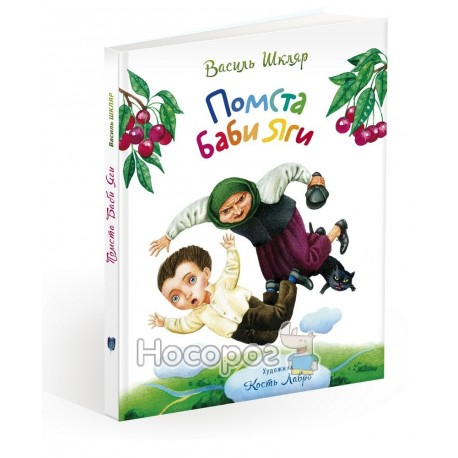 Василь Шкляр
Помста
Баби Яги
Василь ШКЛЯР
Помста Баби Яги
Носорог
Художник
Кость Лавро